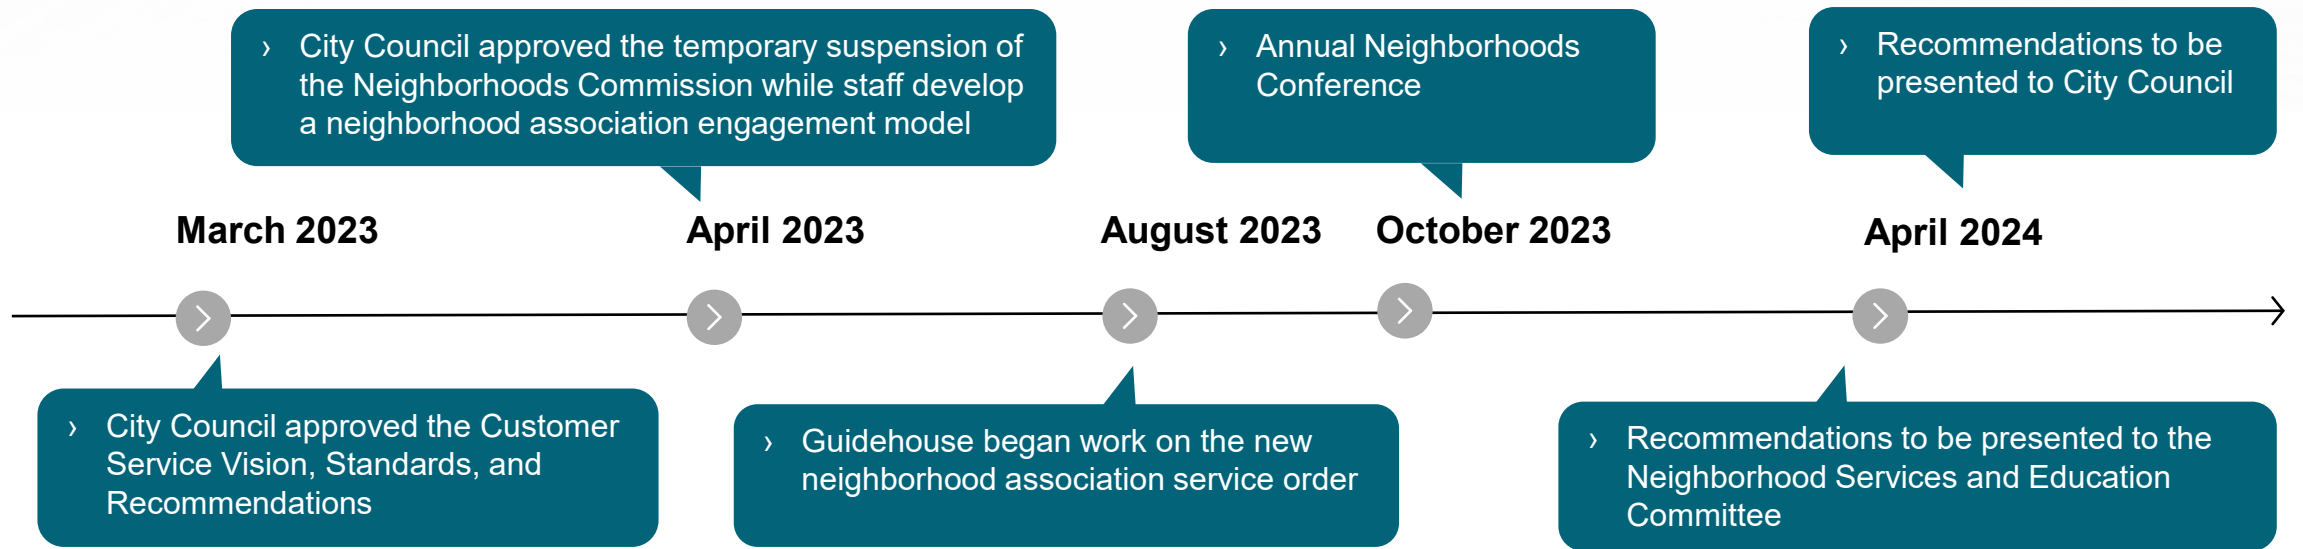 › City Council approved the temporary suspension of
the Neighborhoods Commission while staff develop
a neighborhood association engagement model
› Annual Neighborhoods
Conference
› Recommendations to be
presented to City Council
March 2023
April 2023
August 2023
October 2023
April 2024
› City Council approved the Customer
Service Vision, Standards, and
Recommendations
› Guidehouse began work on the new
neighborhood association service order
› Recommendations to be presented to the
Neighborhood Services and Education
Committee